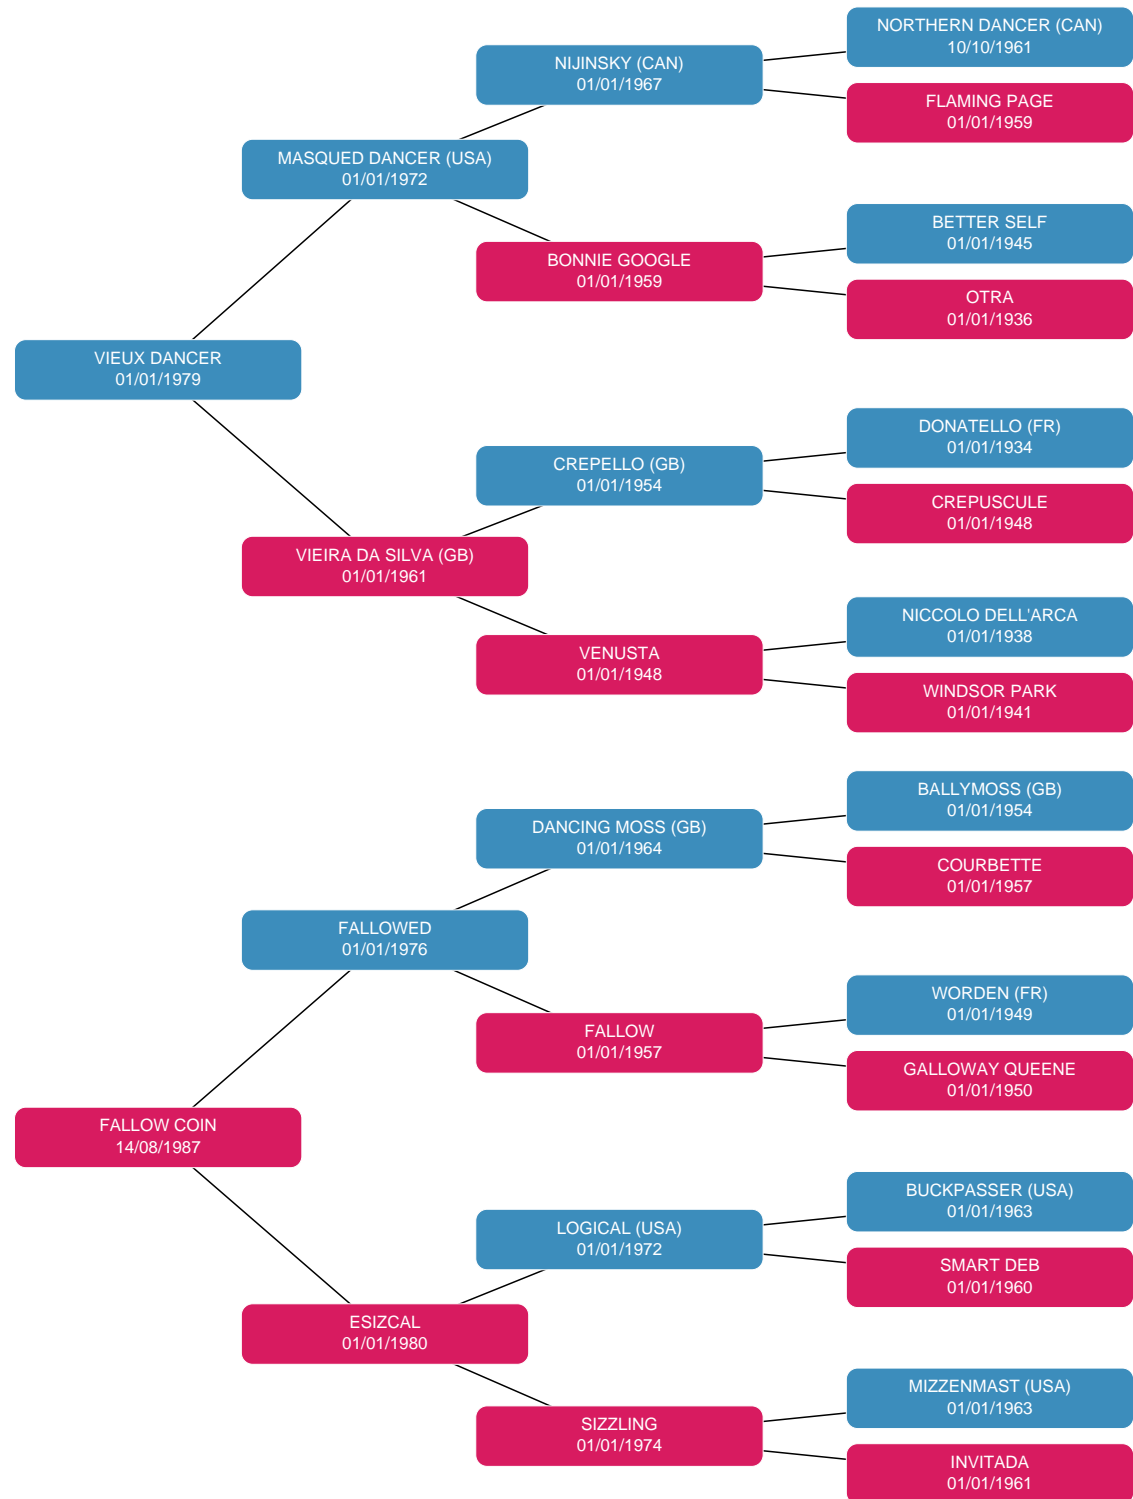 NORTHERN DANCER (CAN)
10/10/1961
NIJINSKY (CAN)
01/01/1967
FLAMING PAGE
01/01/1959
MASQUED DANCER (USA)
01/01/1972
BETTER SELF
01/01/1945
BONNIE GOOGLE
01/01/1959
OTRA
01/01/1936
VIEUX DANCER
01/01/1979
DONATELLO (FR)
01/01/1934
CREPELLO (GB)
01/01/1954
CREPUSCULE
01/01/1948
VIEIRA DA SILVA (GB)
01/01/1961
NICCOLO DELL'ARCA
01/01/1938
VENUSTA
01/01/1948
WINDSOR PARK
01/01/1941
BALLYMOSS (GB)
01/01/1954
DANCING MOSS (GB)
01/01/1964
COURBETTE
01/01/1957
FALLOWED
01/01/1976
WORDEN (FR)
01/01/1949
FALLOW
01/01/1957
GALLOWAY QUEENE
01/01/1950
FALLOW COIN
14/08/1987
BUCKPASSER (USA)
01/01/1963
LOGICAL (USA)
01/01/1972
SMART DEB
01/01/1960
ESIZCAL
01/01/1980
MIZZENMAST (USA)
01/01/1963
SIZZLING
01/01/1974
INVITADA
01/01/1961